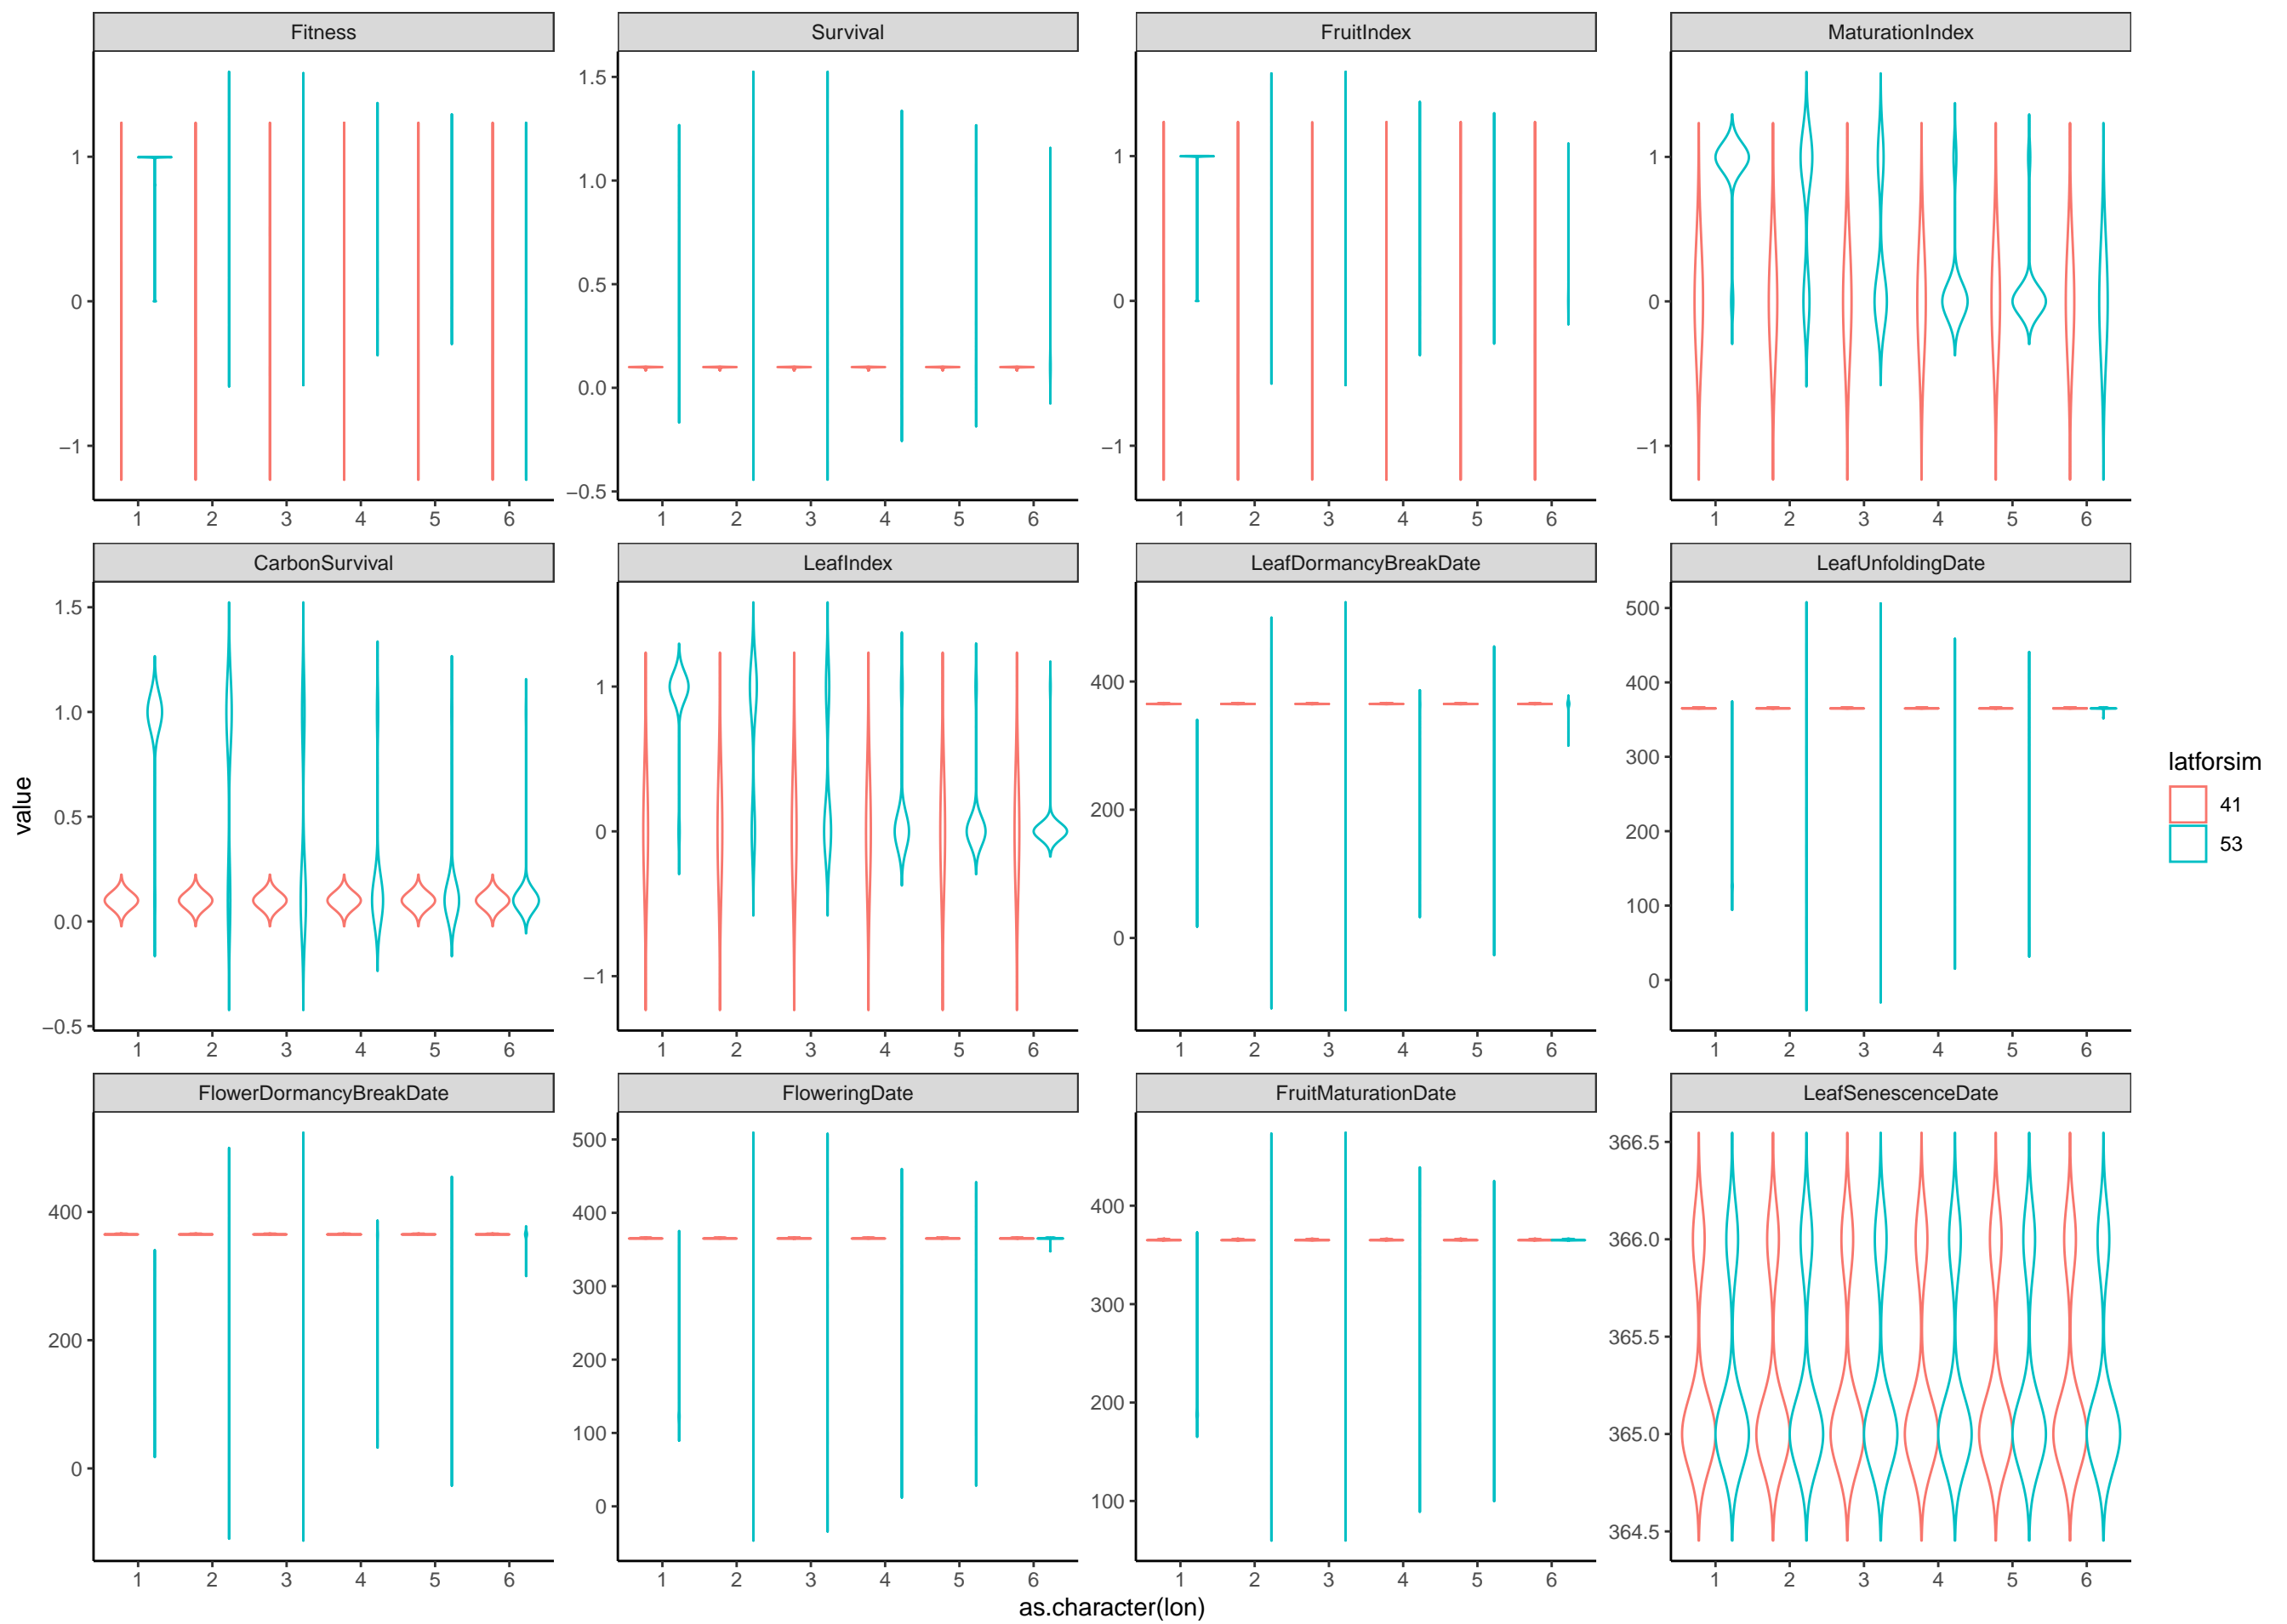 Fitness Survival FruitIndex MaturationIndex
1 0 −1
1.5 1.0 0.5 0.0 −0.5
1 0 −1
1 0 −1
1 2 3 4 5 6 1 2 3 4 5 6 1 2 3 4 5 6 1 2 3 4 5 6
CarbonSurvival LeafIndex LeafDormancyBreakDate LeafUnfoldingDate
1.5 1.0 0.5 0.0 −0.5
1 0 −1
400 200 0
500 400 300 200 100 0
1 2 3 4 5 6 1 2 3 4 5 6 1 2 3 4 5 6 1 2 3 4 5 6
FlowerDormancyBreakDate FloweringDate FruitMaturationDate LeafSenescenceDate
400 200 0
500 400 300 200 100 0
400 300 200 100
366.5 366.0 365.5 365.0 364.5
1 2 3 4 5 6 1 2 3 4 5 6 1 2 3 4 5 6 1 2 3 4 5 6
value
as.character(lon)
latforsim
41
53